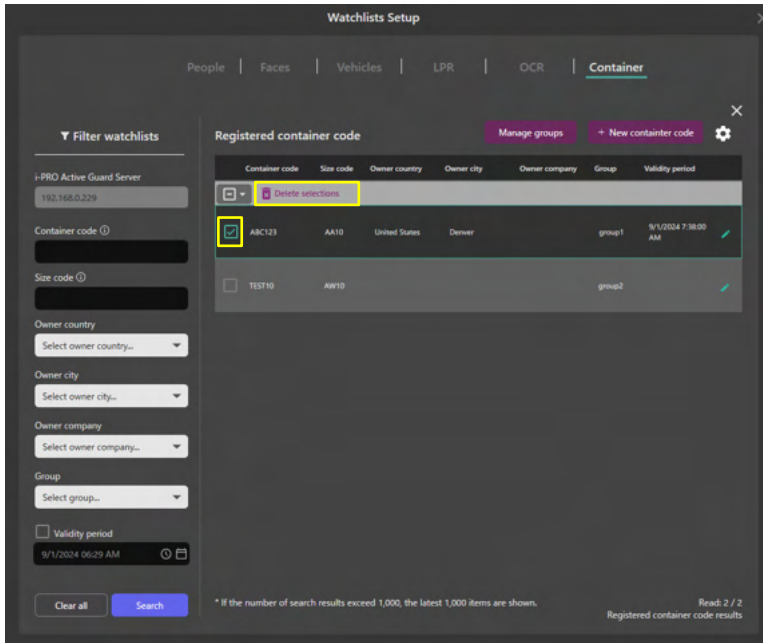 Watchlists Setup
People | Faces | Vehicles | LPR | OCR | Container
Filter watchlists
i-PRO Active Guard Server
192.168.0.229
Container code
Size code
Owner country
Select owner country...
Owner city
Select owner city...
Owner company
Select owner company...
Group
Select group...
Validity period
9/1/2024 06:29 AM
Clear all
Search
Registered container code
Manage groups
+ New containter code
Container code Size code Owner country Owner city Owner company Group Validity period
Delete selections
ABC123 AA10 United States Denver group1 9/1/2024 7:38:00
AM
TEST10 AW10 group2
* If the number of search results exceed 1,000, the latest 1,000 items are shown.
Read: 2 / 2
Registered container code results